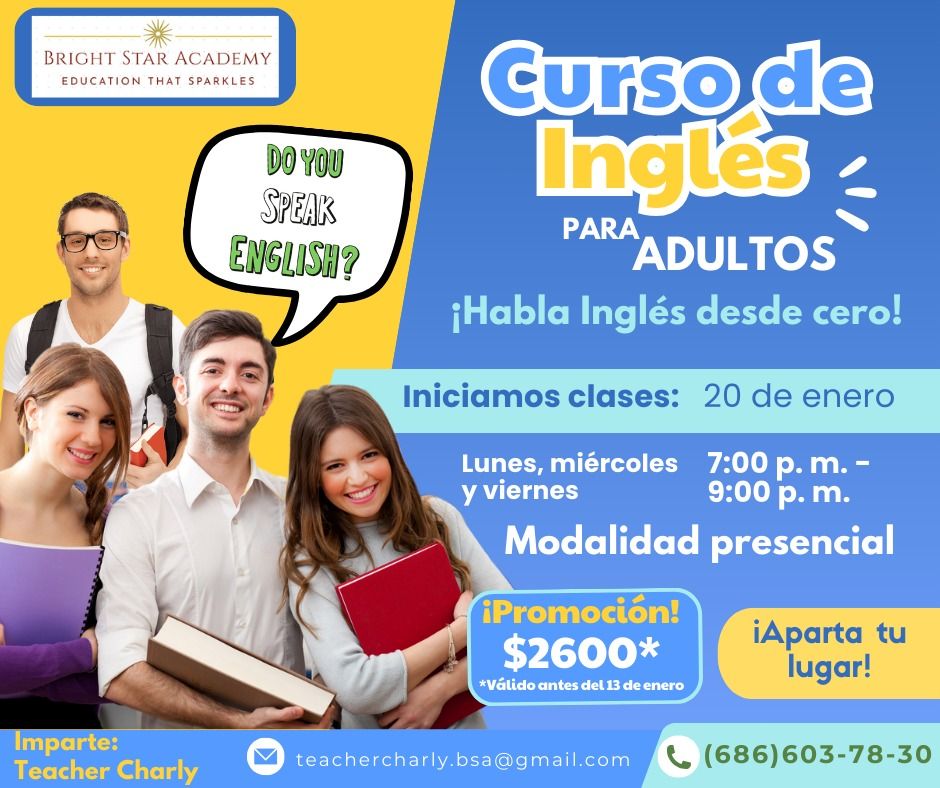 BRIGHT STAR ACADEMY
EDUCATION THAT SPARKLES
DO YOU
SPEAK
ENGLISH?
Curso de
Inglés
PARA
ADULTOS
¡Habla Inglés desde cero!
Iniciamos clases: 20 de enero
Lunes, miércoles
y viernes
7:00 p. m. -
9:00 p. m.
Modalidad presencial
¡Promoción!
$2600*
*Válido antes del 13 de enero
¡Aparta tu
lugar!
Imparte:
Teacher Charly
teachercharly.bsa@gmail.com
(686)603-78-30